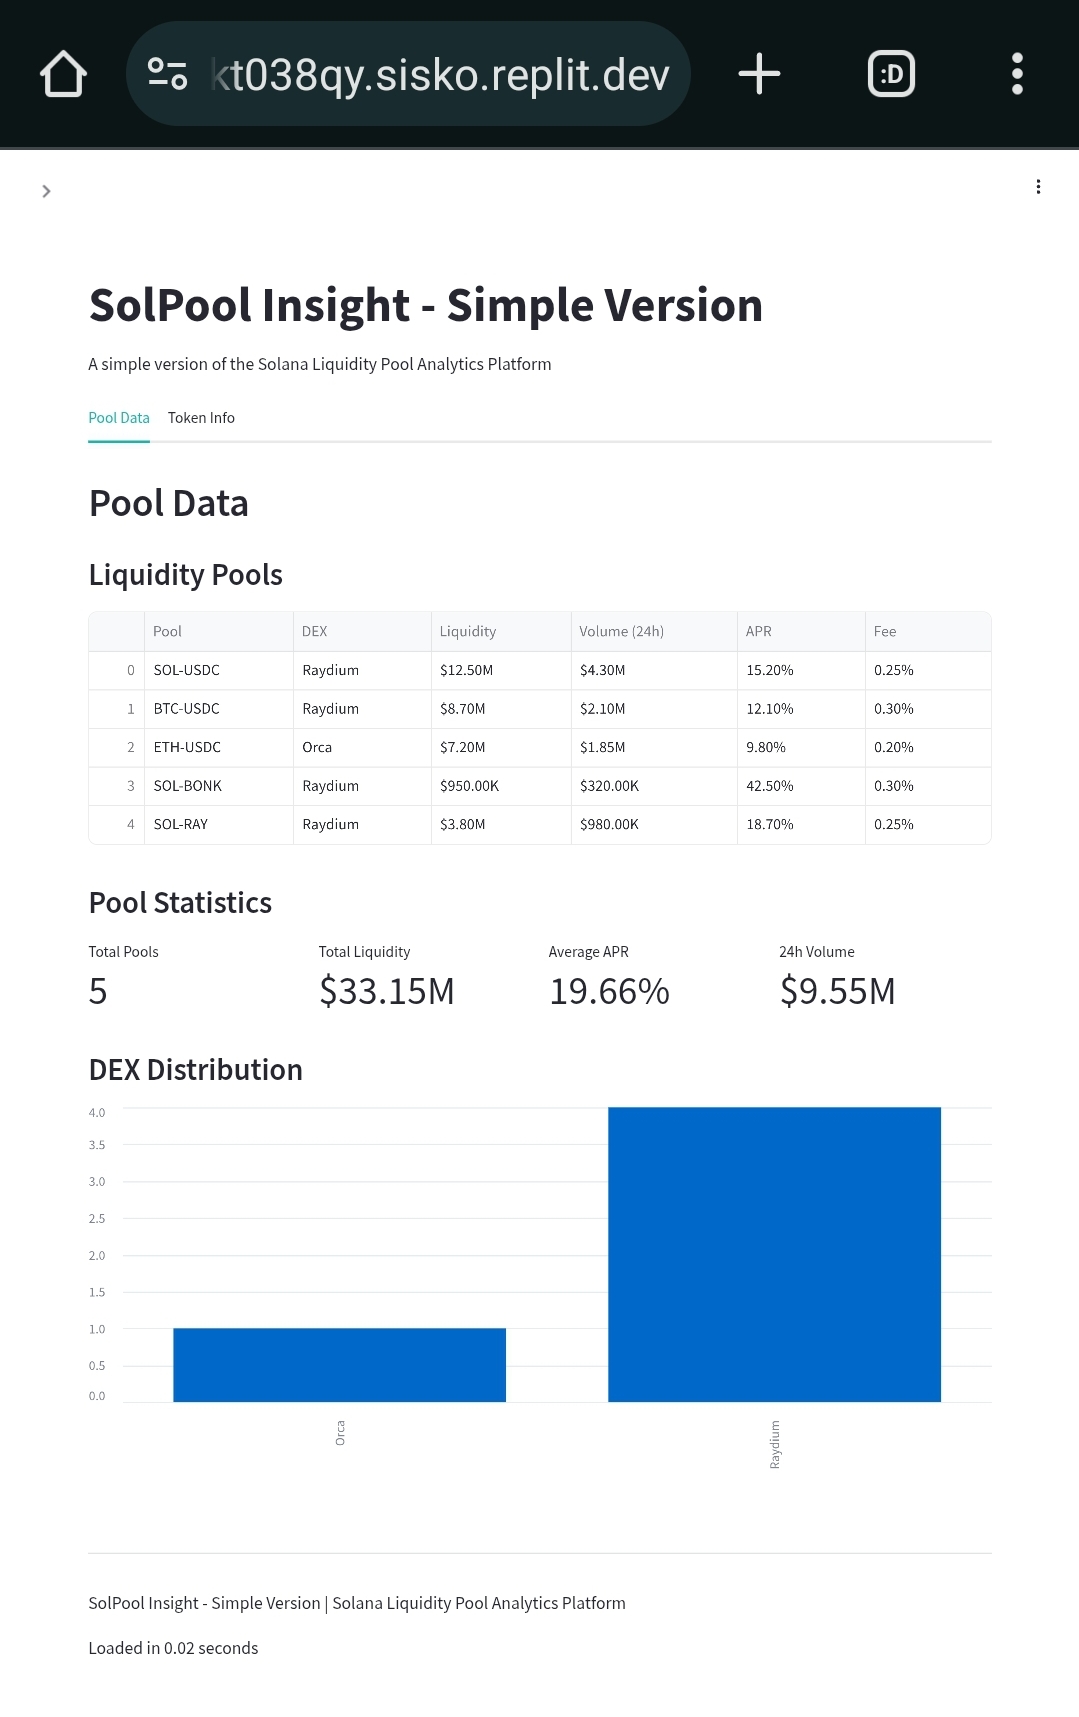 kt038qy.sisko.replit.dev
:D
SolPool Insight - Simple Version
A simple version of the Solana Liquidity Pool Analytics Platform
Pool Data Token Info
Pool Data
Liquidity Pools
Pool DEX Liquidity Volume (24h) APR Fee
0 SOL-USDC Raydium $12.50M $4.30M 15.20% 0.25%
1 BTC-USDC Raydium $8.70M $2.10M 12.10% 0.30%
2 ETH-USDC Orca $7.20M $1.85M 9.80% 0.20%
3 SOL-BONK Raydium $950.00K $320.00K 42.50% 0.30%
4 SOL-RAY Raydium $3.80M $980.00K 18.70% 0.25%
Pool Statistics
Total Pools Total Liquidity Average APR 24h Volume
5 $33.15M 19.66% $9.55M
DEX Distribution
4.0
3.5
3.0
2.5
2.0
1.5
1.0
0.5
0.0
Orca Raydium
SolPool Insight - Simple Version | Solana Liquidity Pool Analytics Platform
Loaded in 0.02 seconds